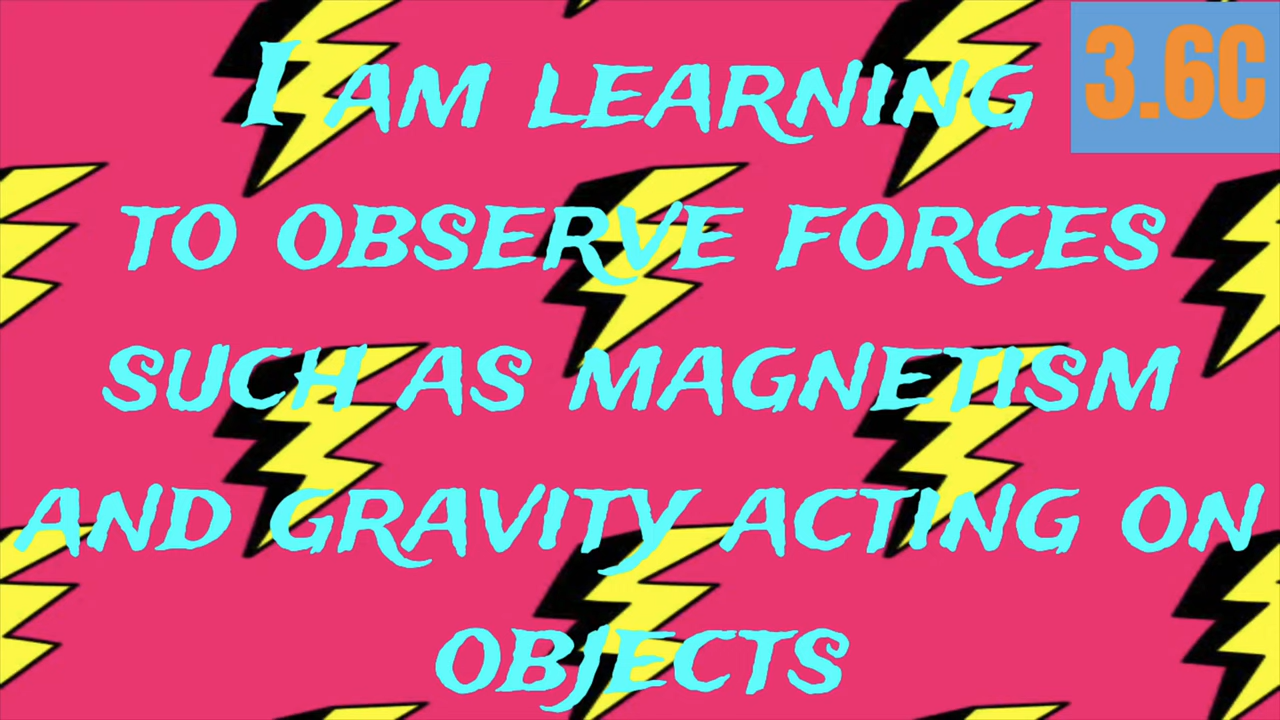 I AM LEARNING
3.6C
TO OBSERVE FORCES
SUCH AS MAGNETISM
AND GRAVITY ACTING ON
OBJECTS